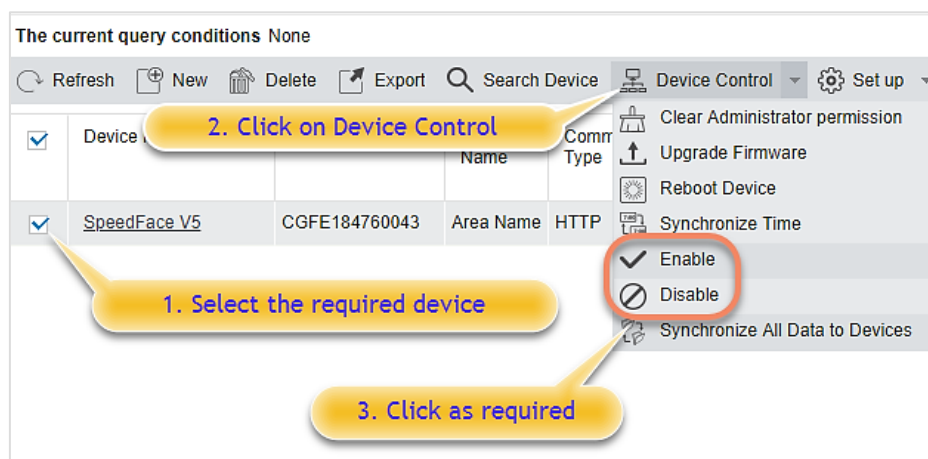 The current query conditions None
Refresh New Delete Export Search Device Device Control Set up
2. Click on Device Control
Clear Administrator permission
Device
Name
Comm
Type
Upgrade Firmware
Reboot Device
SpeedFace V5 CGFE184760043 Area Name HTTP
Synchronize Time
Enable
Disable
1. Select the required device
Synchronize All Data to Devices
3. Click as required